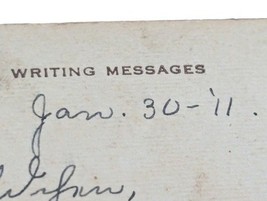 WRITING MESSAGES
Jan. 30-'11.